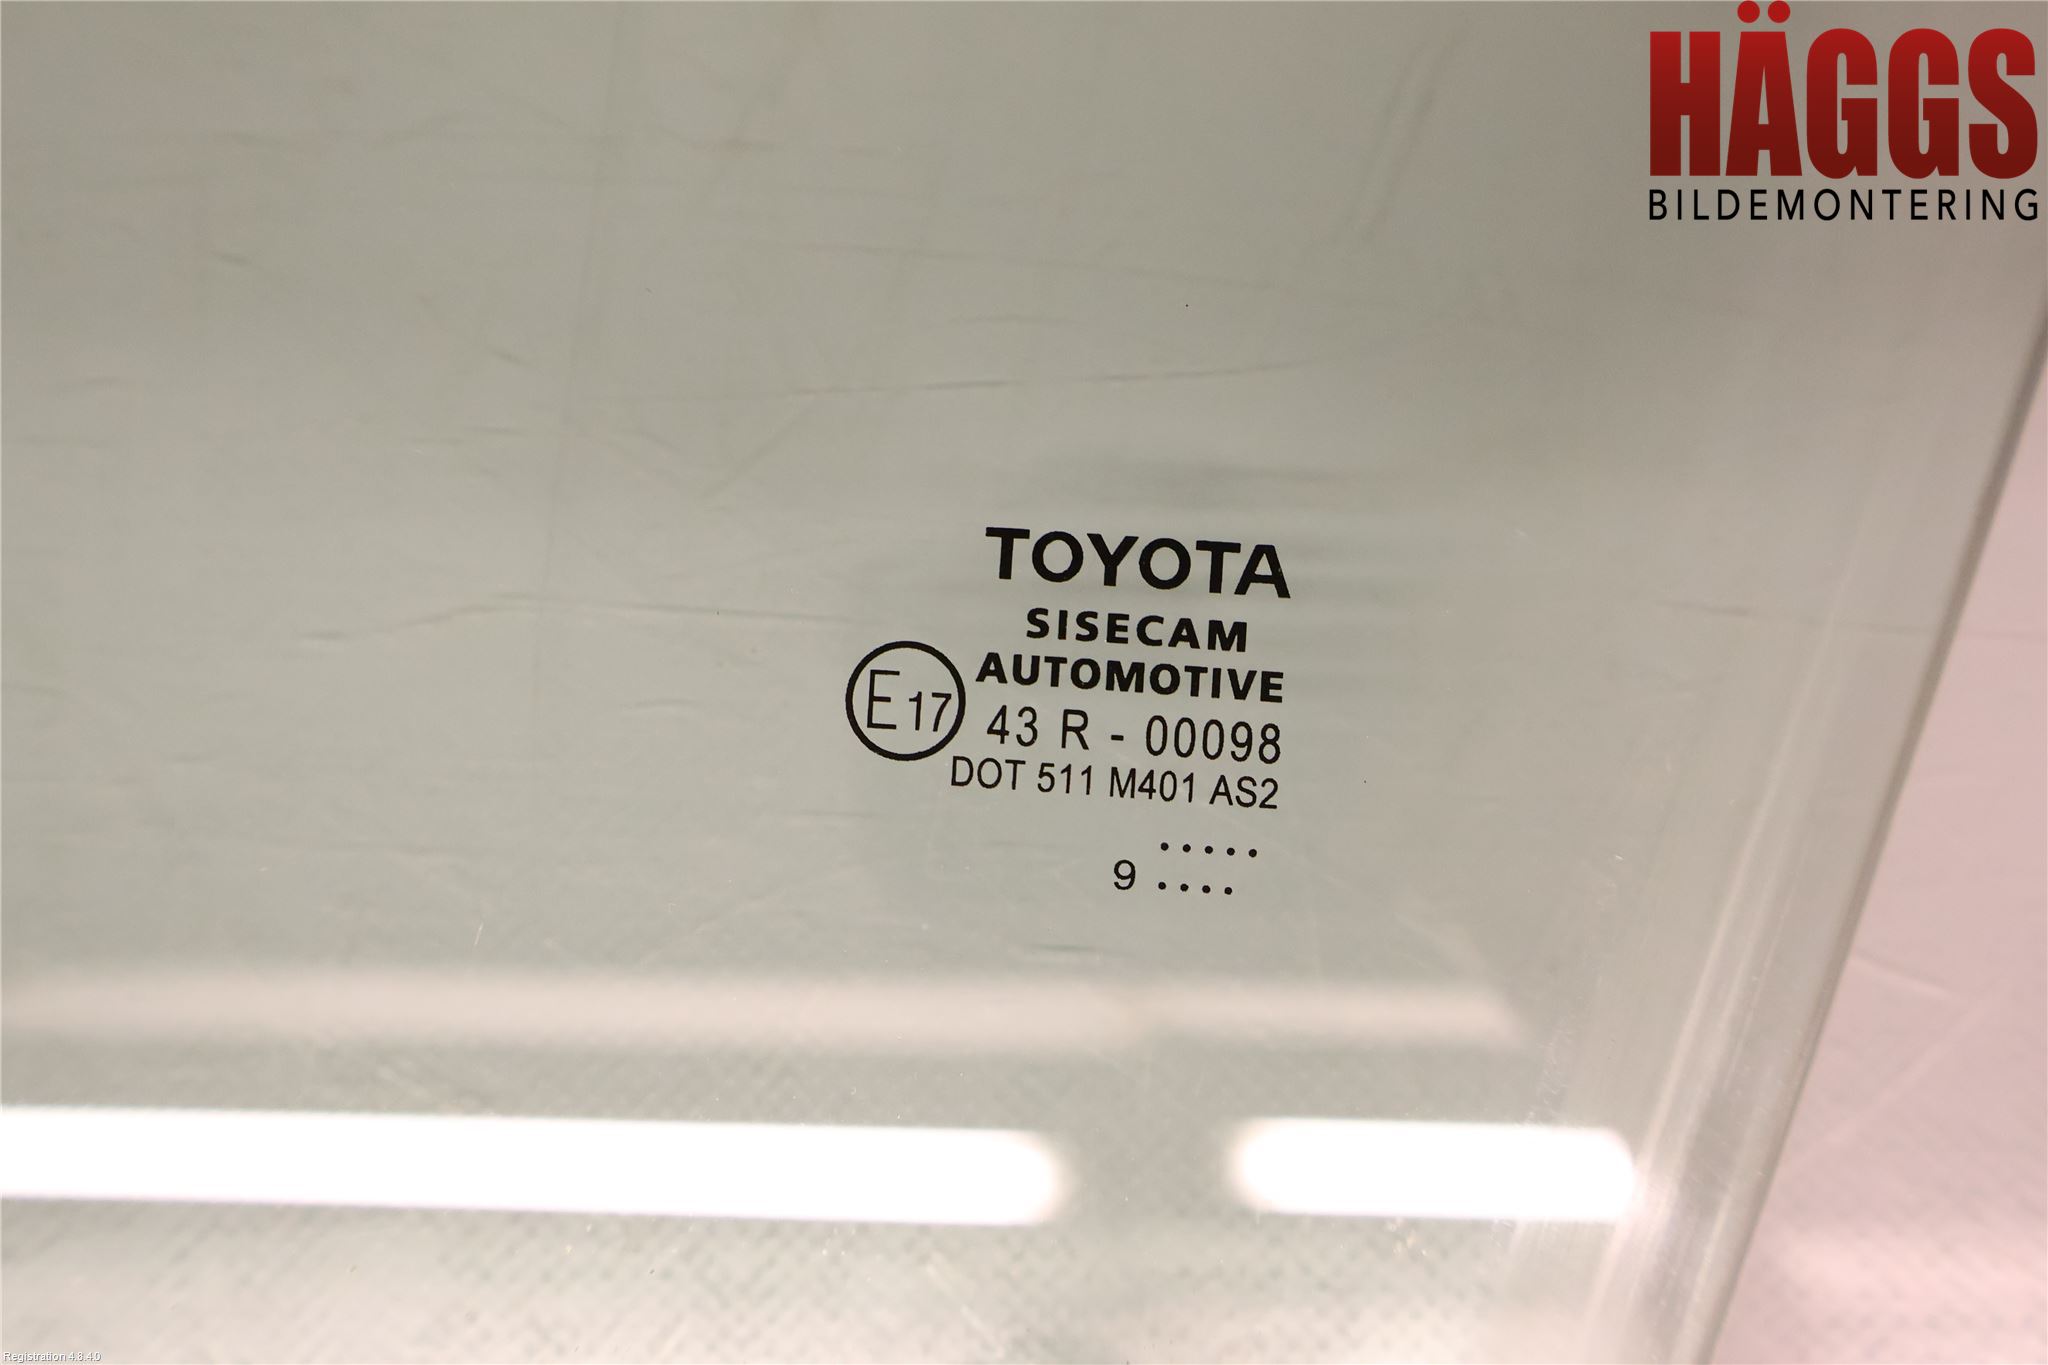 HÄGGS
BILDEMONTERING
TOYOTA
SISECAM
AUTOMOTIVE
E17
43 R - 00098
DOT 511 M401 AS2
.....
9 ....
Registration 4.8.4.0